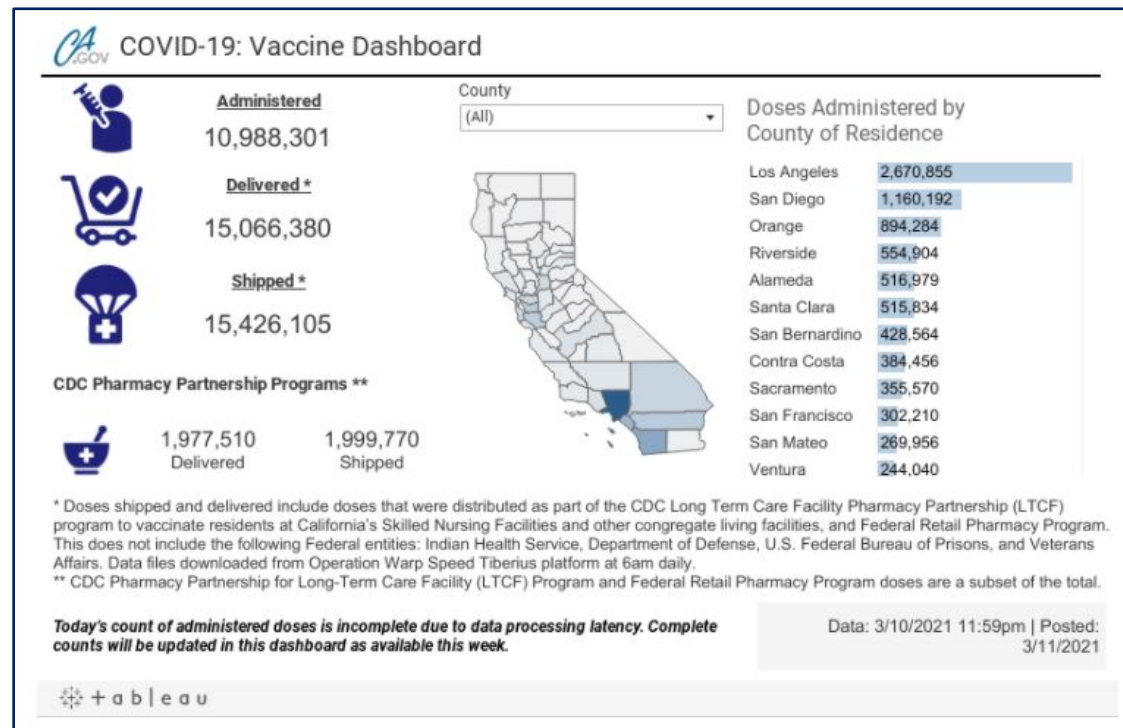 CA
.GOV
COVID-19: Vaccine Dashboard
Administered
10,988,301
Delivered *
15,066,380
Shipped *
15,426,105
CDC Pharmacy Partnership Programs **
1,977,510
Delivered
1,999,770
Shipped
County
(All)
Doses Administered by
County of Residence
Los Angeles 2,670,855
San Diego 1,160,192
Orange 894,284
Riverside 554,904
Alameda 516,979
Santa Clara 515,834
San Bernardino 428,564
Contra Costa 384,456
Sacramento 355,570
San Francisco 302,210
San Mateo 269,956
Ventura 244,040
* Doses shipped and delivered include doses that were distributed as part of the CDC Long Term Care Facility Pharmacy Partnership (LTCF)
program to vaccinate residents at California's Skilled Nursing Facilities and other congregate living facilities, and Federal Retail Pharmacy Program.
This does not include the following Federal entities: Indian Health Service, Department of Defense, U.S. Federal Bureau of Prisons, and Veterans
Affairs. Data files downloaded from Operation Warp Speed Tiberius platform at 6am daily.
** CDC Pharmacy Partnership for Long-Term Care Facility (LTCF) Program and Federal Retail Pharmacy Program doses are a subset of the total.
Today's count of administered doses is incomplete due to data processing latency. Complete
counts will be updated in this dashboard as available this week.
Data: 3/10/2021 11:59pm | Posted:
3/11/2021
+ableau